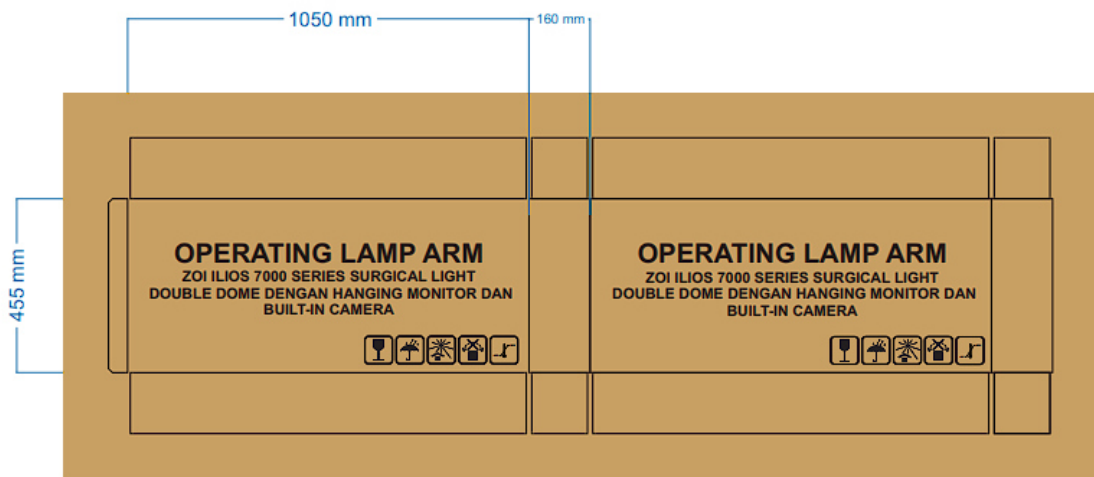 1050 mm
160 mm
455 mm
OPERATING LAMP ARM
ZOI ILIOS 7000 SERIES SURGICAL LIGHT
DOUBLE DOME DENGAN HANGING MONITOR DAN
BUILT-IN CAMERA
OPERATING LAMP ARM
ZOI ILIOS 7000 SERIES SURGICAL LIGHT
DOUBLE DOME DENGAN HANGING MONITOR DAN
BUILT-IN CAMERA